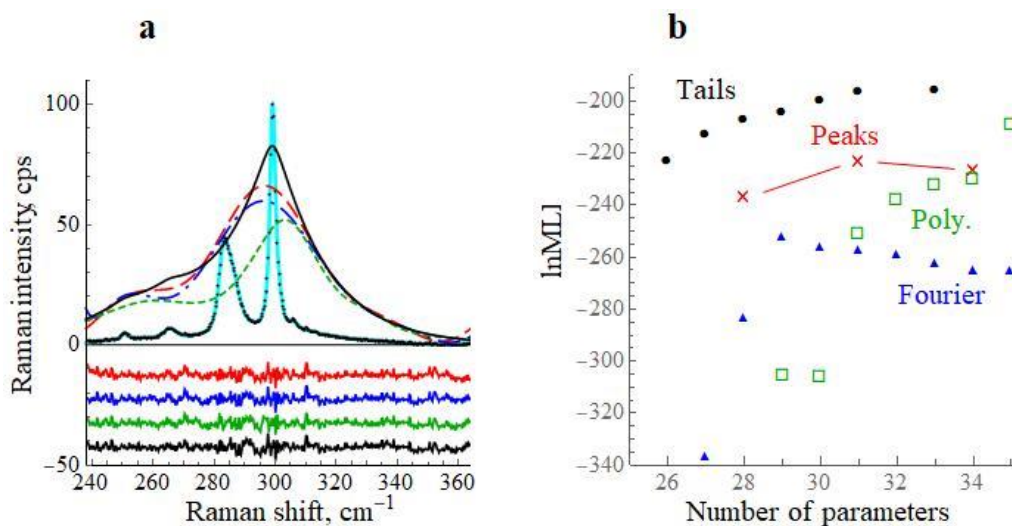 a
100
50
0
−50
240 260 280 300 320 340 360
Raman intensity, cps
Raman shift, cm−1
b
−200
−220
−240
−260
−280
−300
−320
−340
26 28 30 32 34
lnML]
Number of parameters
Tails
Peaks
Poly.
Fourier